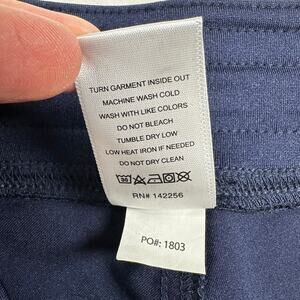 TURN GARMENT INSIDE OUT
MACHINE WASH COLD
WASH WITH LIKE COLORS
DO NOT BLEACH
TUMBLE DRY LOW
LOW HEAT IRON IF NEEDED
DO NOT DRY CLEAN
RN# 142256
PO#: 1803